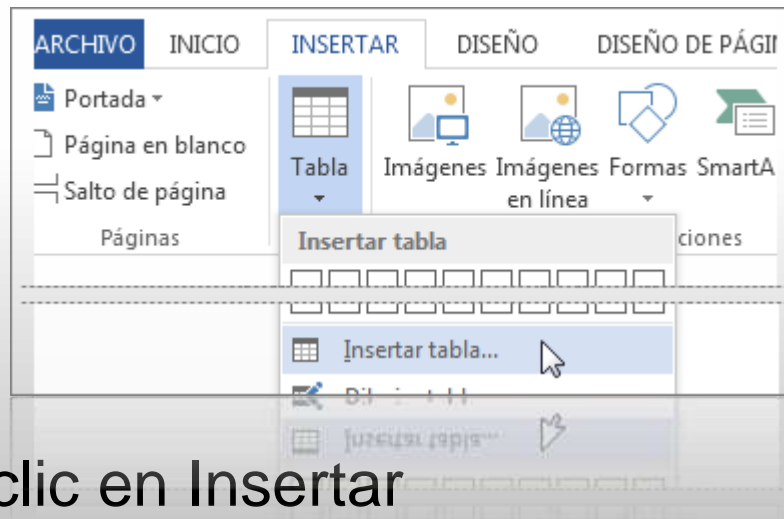 ARCHIVO INICIO INSERTAR DISEÑO DISEÑO DE PÁGI
Portada
Página en blanco
Salto de página
Páginas
Tabla
Imágenes
Imágenes en línea
Formas
SmartA
ciones
Insertar tabla
Insertar tabla...
clic en Insertar